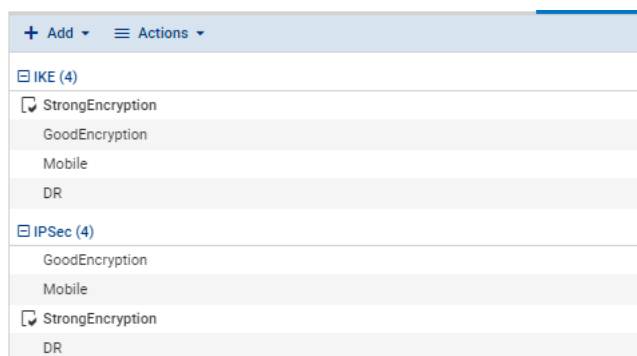 Add Actions
IKE (4)
StrongEncryption
GoodEncryption
Mobile
DR
IPSec (4)
GoodEncryption
Mobile
StrongEncryption
DR